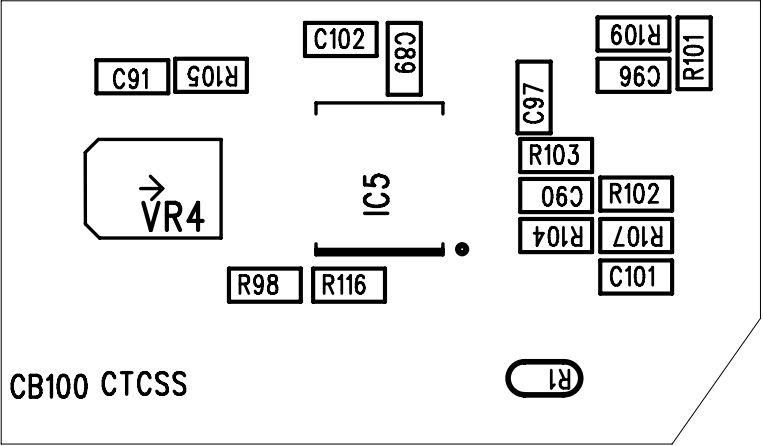 C102
C89
R109
R101
C91
R105
C96
C97
R103
IC5
C90
R102
VR4
R104
R107
R98
R116
C101
CB100 CTCSS
R1